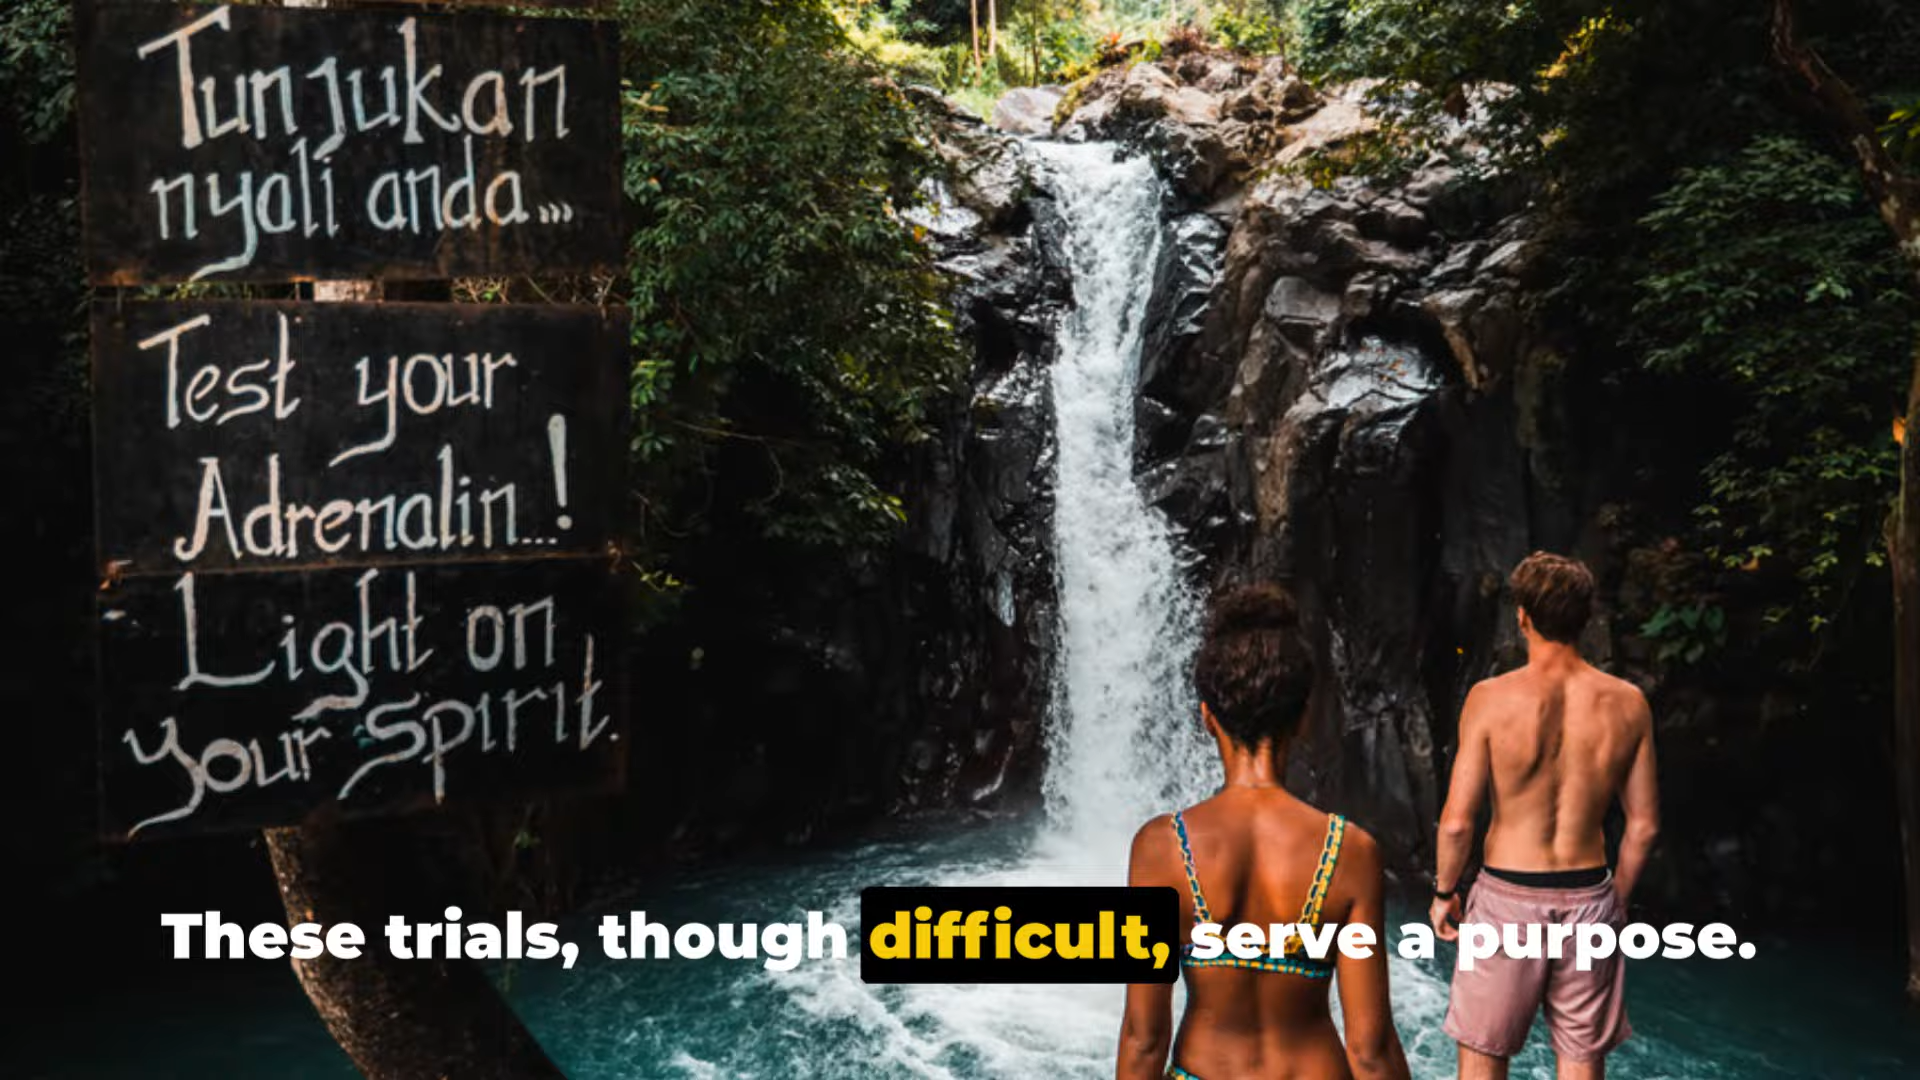 Tunjukan
nyali anda...
Test your
Adrenalin...!
Light on
your Spirit.
These trials, though difficult, serve a purpose.